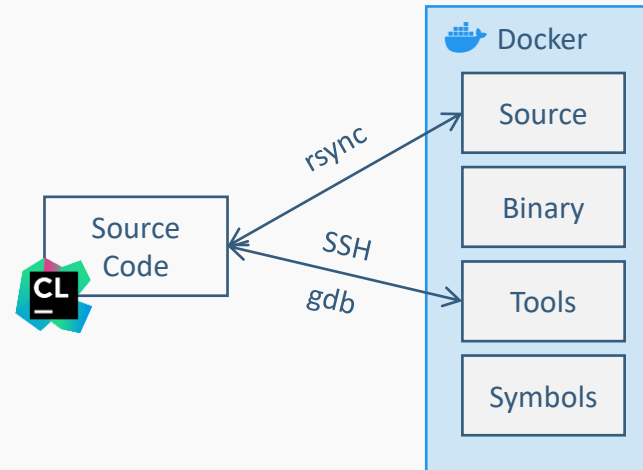 Docker
Source
rsync
Binary
Source
Code
SSH
CL
gdb
Tools
Symbols